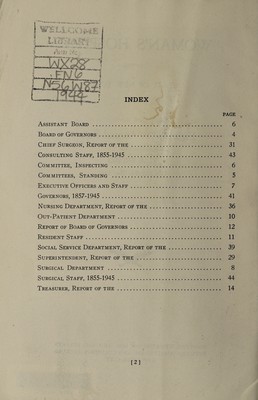 WELLCOME
LIBRARY
WX28
.FN6
N56W87
1944
INDEX
PAGE
Assistant Board 6
Board of Governors 4
Chief Surgeon, Report of the 31
Consulting Staff, 1855-1945 43
Committee, Inspecting 6
Committees, Standing 5
Executive Officers and Staff 7
Governors, 1857-1945 41
Nursing Department, Report of the 36
Out-Patient Department 10
Report of Board of Governors 12
Resident Staff 11
Social Service Department, Report of the 39
Superintendent, Report of the 29
Surgical Department 8
Surgical Staff, 1855-1945 44
Treasurer, Report of the 14
[2]